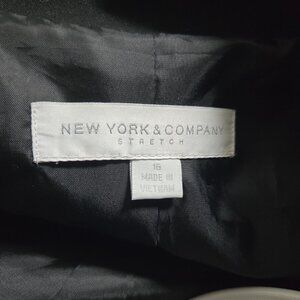 NEW YORK & COMPANY
STRETCH
16
MADE IN
VIETNAM